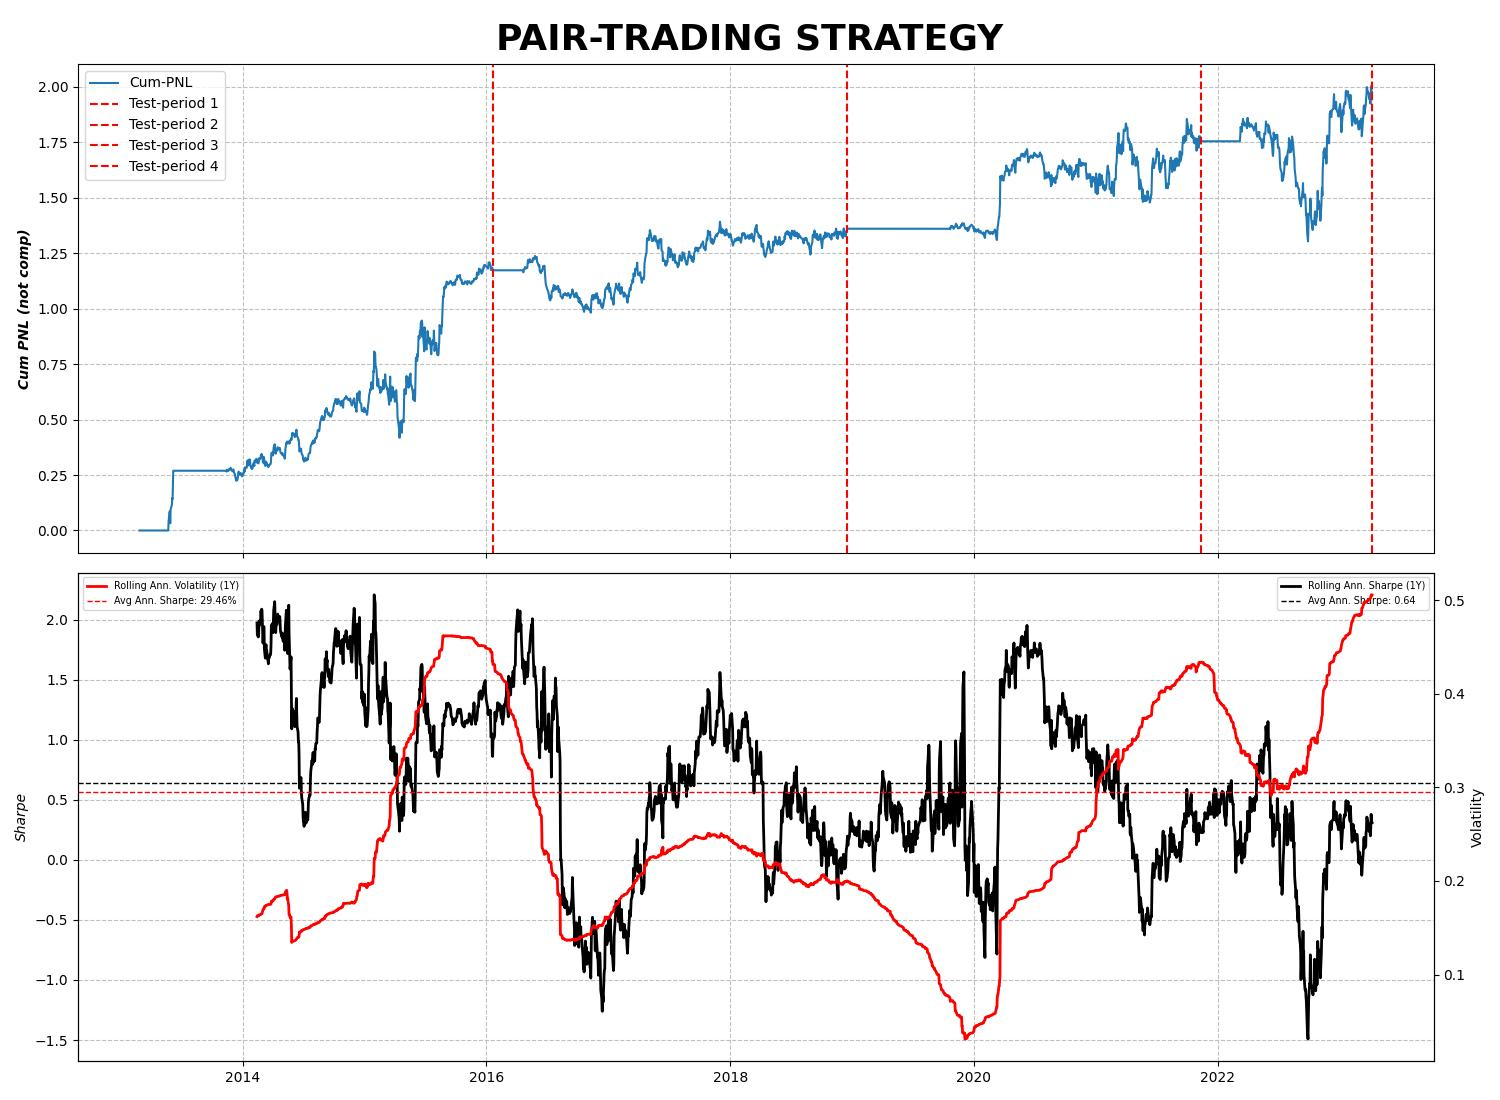 PAIR-TRADING STRATEGY
Cum-PNL
Test-period 1
Test-period 2
Test-period 3
Test-period 4
2.00
1.75
1.50
1.25
1.00
0.75
0.50
0.25
0.00
Cum PNL (not comp)
Rolling Ann. Volatility (1Y)
Avg Ann. Sharpe: 29.46%
Rolling Ann. Sharpe (1Y)
Avg Ann. Sharpe: 0.64
2.0
1.5
1.0
0.5
0.0
−0.5
−1.0
−1.5
Sharpe
0.5
0.4
0.3
0.2
0.1
Volatility
2014
2016
2018
2020
2022